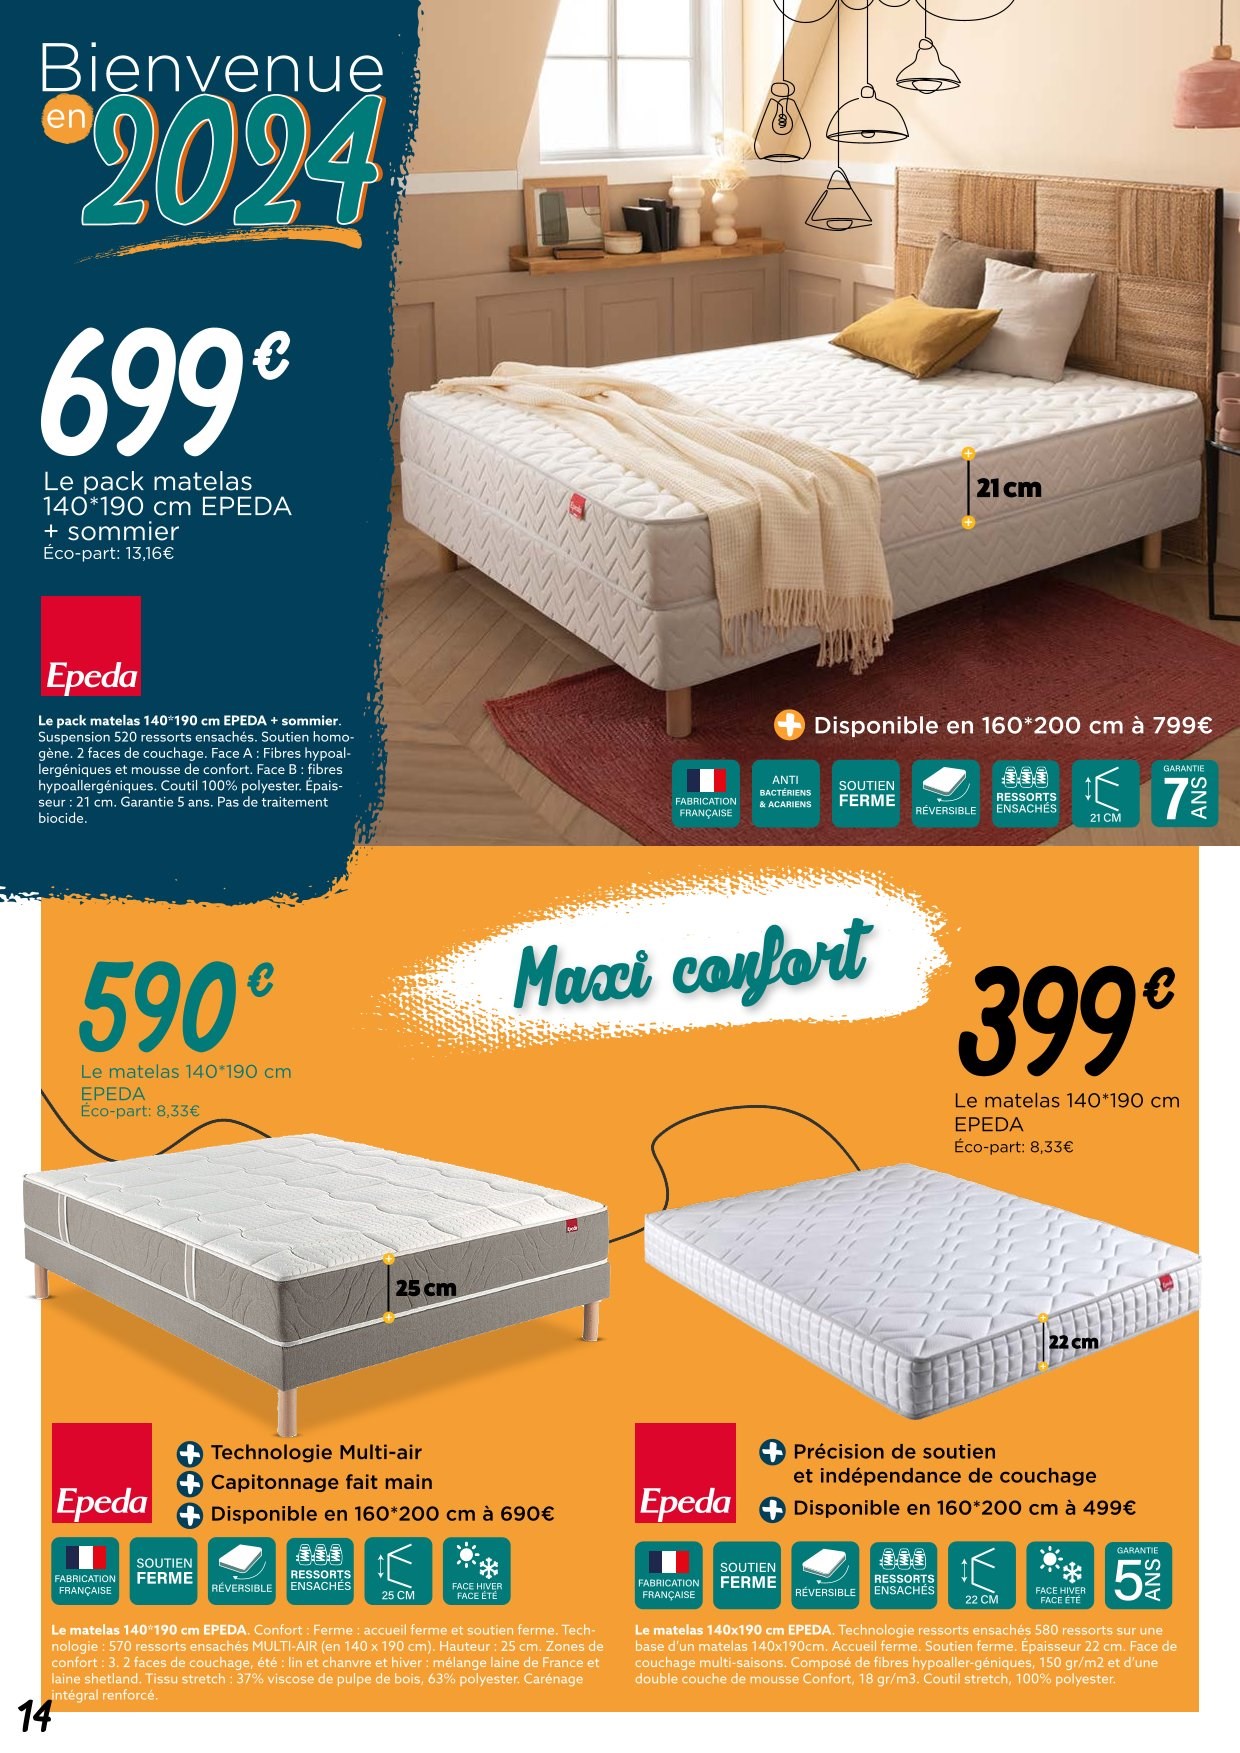 Bienvenue
en
2024
699€
Le pack matelas
140*190 cm EPEDA
+ sommier
Éco-part: 13,16€
Epeda
Le pack matelas 140*190 cm EPEDA + sommier.
Suspension 520 ressorts ensachés. Soutien homo-
gène. 2 faces de couchage. Face A : Fibres hypoal-
lergéniques et mousse de confort. Face B : fibres
hypoallergéniques. Coutil 100% polyester. Épais-
seur : 21 cm. Garantie 5 ans. Pas de traitement
biocide.
Epeda
21 cm
+ Disponible en 160*200 cm à 799€
FABRICATION
FRANÇAISE
ANTI
BACTÉRIENS
& ACARIENS
SOUTIEN
FERME
RÉVERSIBLE
RESSORTS
ENSACHÉS
21 CM
GARANTIE
7 ANS
Maxi confort
590€
Le matelas 140*190 cm
EPEDA
Éco-part: 8,33€
Epeda
25 cm
Epeda
+ Technologie Multi-air
+ Capitonnage fait main
+ Disponible en 160*200 cm à 690€
FABRICATION
FRANÇAISE
SOUTIEN
FERME
RÉVERSIBLE
RESSORTS
ENSACHÉS
25 CM
FACE HIVER
FACE ÉTÉ
Le matelas 140*190 cm EPEDA. Confort : Ferme : accueil ferme et soutien ferme. Tech-
nologie : 570 ressorts ensachés MULTI-AIR (en 140 x 190 cm). Hauteur : 25 cm. Zones de
confort : 3. 2 faces de couchage, été : lin et chanvre et hiver : mélange laine de France et
laine shetland. Tissu stretch : 37% viscose de pulpe de bois, 63% polyester. Carénage
intégral renforcé.
399€
Le matelas 140*190 cm
EPEDA
Éco-part: 8,33€
Epeda
22 cm
Epeda
+ Précision de soutien
et indépendance de couchage
+ Disponible en 160*200 cm à 499€
FABRICATION
FRANÇAISE
SOUTIEN
FERME
RÉVERSIBLE
RESSORTS
ENSACHÉS
22 CM
FACE HIVER
FACE ÉTÉ
GARANTIE
5 ANS
Le matelas 140x190 cm EPEDA. Technologie ressorts ensachés 580 ressorts sur une
base d'un matelas 140x190cm. Accueil ferme. Soutien ferme. Épaisseur 22 cm. Face de
couchage multi-saisons. Composé de fibres hypoaller-géniques, 150 gr/m2 et d'une
double couche de mousse Confort, 18 gr/m3. Coutil stretch, 100% polyester.
14